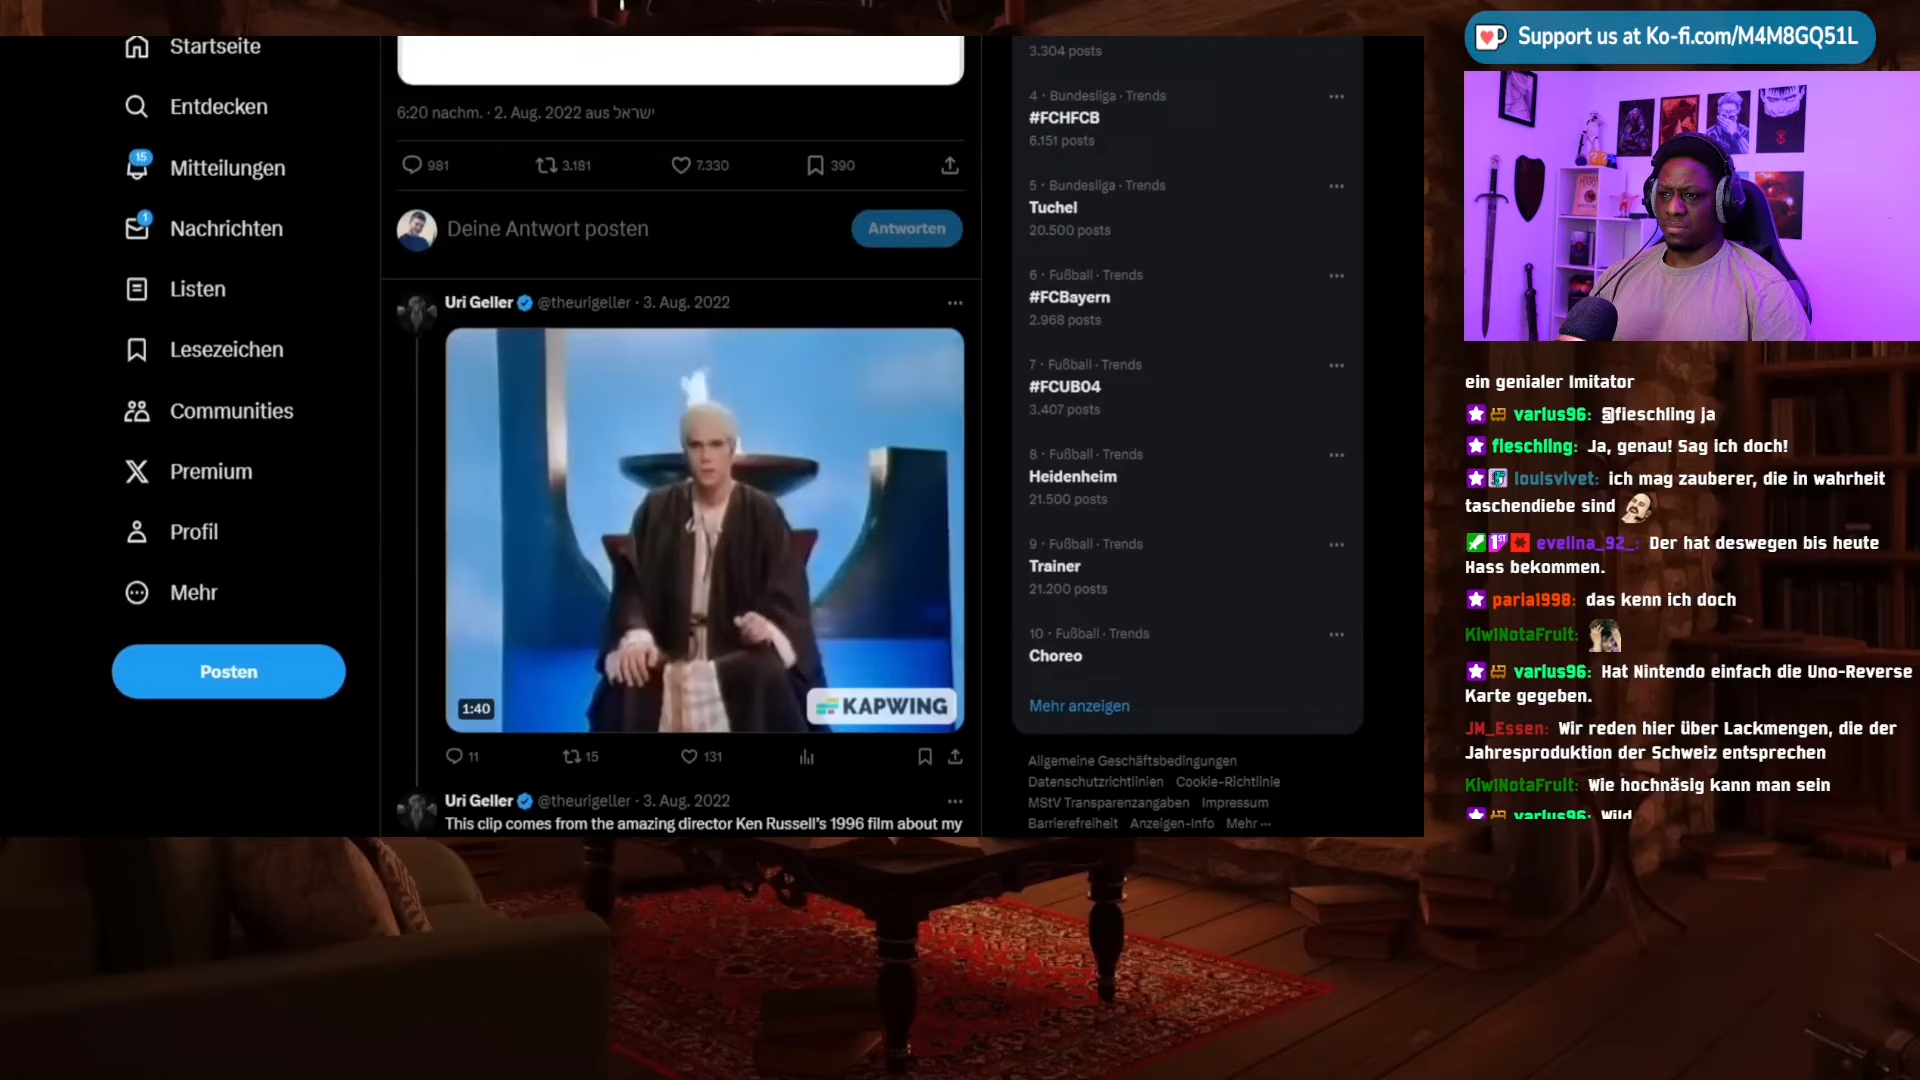 Startseite
Entdecken
15
Mitteilungen
1
Nachrichten
Listen
Lesezeichen
Communities
Premium
Profil
Mehr
Posten
6:20 nachm. · 2. Aug. 2022 aus ישראל
981
3.181
7.330
390
Deine Antwort posten
Antworten
Uri Geller @theurigeller · 3. Aug. 2022
1:40
KAPWING
11
15
131
Uri Geller @theurigeller · 3. Aug. 2022
This clip comes from the amazing director Ken Russell's 1996 film about my
3.304 posts
4 · Bundesliga · Trends
#FCHFCB
6.151 posts
5 · Bundesliga · Trends
Tuchel
20.500 posts
6 · Fußball · Trends
#FCBayern
2.968 posts
7 · Fußball · Trends
#FCUB04
3.407 posts
8 · Fußball · Trends
Heidenheim
21.500 posts
9 · Fußball · Trends
Trainer
21.200 posts
10 · Fußball · Trends
Choreo
Mehr anzeigen
Allgemeine Geschäftsbedingungen
Datenschutzrichtlinien Cookie-Richtlinie
MStV Transparenzangaben Impressum
Barrierefreiheit Anzeigen-Info Mehr ···
Support us at Ko-fi.com/M4M8GQ51L
ein genialer Imitator
varius96: @fleschling ja
fleschling: Ja, genau! Sag ich doch!
louisvivet: ich mag zauberer, die in wahrheit
taschendiebe sind
1ST evelina_92_: Der hat deswegen bis heute
Hass bekommen.
paria1998: das kenn ich doch
KiwiNotaFruit:
varius96: Hat Nintendo einfach die Uno-Reverse
Karte gegeben.
JM_Essen: Wir reden hier über Lackmengen, die der
Jahresproduktion der Schweiz entsprechen
KiwiNotaFruit: Wie hochnäsig kann man sein
varius96: Wild